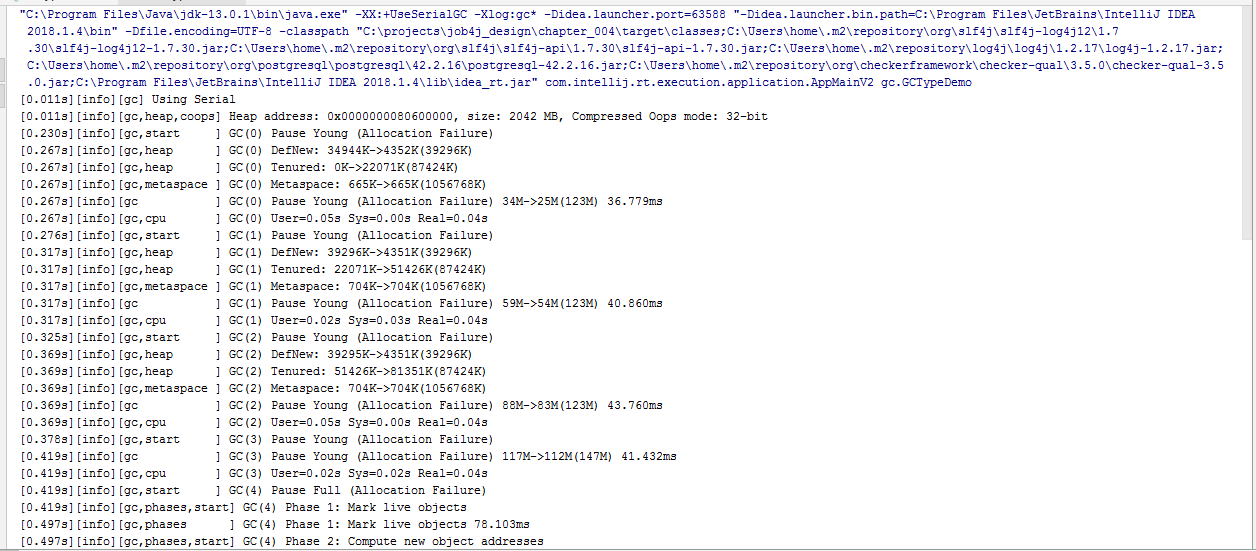 "C:\Program Files\Java\jdk-13.0.1\bin\java.exe" -XX:+UseSerialGC -Xlog:gc* -Didea.launcher.port=63588 "-Didea.launcher.bin.path=C:\Program Files\JetBrains\IntelliJ IDEA
2018.1.4\bin" -Dfile.encoding=UTF-8 -classpath "C:\projects\job4j_design\chapter_004\target\classes;C:\Users\home\.m2\repository\org\slf4j\slf4j-log4j12\1.7
.30\slf4j-log4j12-1.7.30.jar;C:\Users\home\.m2\repository\org\slf4j\slf4j-api\1.7.30\slf4j-api-1.7.30.jar;C:\Users\home\.m2\repository\log4j\log4j\1.2.17\log4j-1.2.17.jar;
C:\Users\home\.m2\repository\org\postgresql\postgresql\42.2.16\postgresql-42.2.16.jar;C:\Users\home\.m2\repository\org\checkerframework\checker-qual\3.5.0\checker-qual-3.5
.0.jar;C:\Program Files\JetBrains\IntelliJ IDEA 2018.1.4\lib\idea_rt.jar" com.intellij.rt.execution.application.AppMainV2 gc.GCTypeDemo
[0.011s][info][gc] Using Serial
[0.011s][info][gc,heap,coops] Heap address: 0x0000000080600000, size: 2042 MB, Compressed Oops mode: 32-bit
[0.230s][info][gc,start     ] GC(0) Pause Young (Allocation Failure)
[0.267s][info][gc,heap      ] GC(0) DefNew: 34944K->4352K(39296K)
[0.267s][info][gc,heap      ] GC(0) Tenured: 0K->22071K(87424K)
[0.267s][info][gc,metaspace ] GC(0) Metaspace: 665K->665K(1056768K)
[0.267s][info][gc           ] GC(0) Pause Young (Allocation Failure) 34M->25M(123M) 36.779ms
[0.267s][info][gc,cpu       ] GC(0) User=0.05s Sys=0.00s Real=0.04s
[0.276s][info][gc,start     ] GC(1) Pause Young (Allocation Failure)
[0.317s][info][gc,heap      ] GC(1) DefNew: 39296K->4351K(39296K)
[0.317s][info][gc,heap      ] GC(1) Tenured: 22071K->51426K(87424K)
[0.317s][info][gc,metaspace ] GC(1) Metaspace: 704K->704K(1056768K)
[0.317s][info][gc           ] GC(1) Pause Young (Allocation Failure) 59M->54M(123M) 40.860ms
[0.317s][info][gc,cpu       ] GC(1) User=0.02s Sys=0.03s Real=0.04s
[0.325s][info][gc,start     ] GC(2) Pause Young (Allocation Failure)
[0.369s][info][gc,heap      ] GC(2) DefNew: 39295K->4351K(39296K)
[0.369s][info][gc,heap      ] GC(2) Tenured: 51426K->81351K(87424K)
[0.369s][info][gc,metaspace ] GC(2) Metaspace: 704K->704K(1056768K)
[0.369s][info][gc           ] GC(2) Pause Young (Allocation Failure) 88M->83M(123M) 43.760ms
[0.369s][info][gc,cpu       ] GC(2) User=0.05s Sys=0.00s Real=0.04s
[0.378s][info][gc,start     ] GC(3) Pause Young (Allocation Failure)
[0.419s][info][gc           ] GC(3) Pause Young (Allocation Failure) 117M->112M(147M) 41.432ms
[0.419s][info][gc,cpu       ] GC(3) User=0.02s Sys=0.02s Real=0.04s
[0.419s][info][gc,start     ] GC(4) Pause Full (Allocation Failure)
[0.419s][info][gc,phases,start] GC(4) Phase 1: Mark live objects
[0.497s][info][gc,phases      ] GC(4) Phase 1: Mark live objects 78.103ms
[0.497s][info][gc,phases,start] GC(4) Phase 2: Compute new object addresses